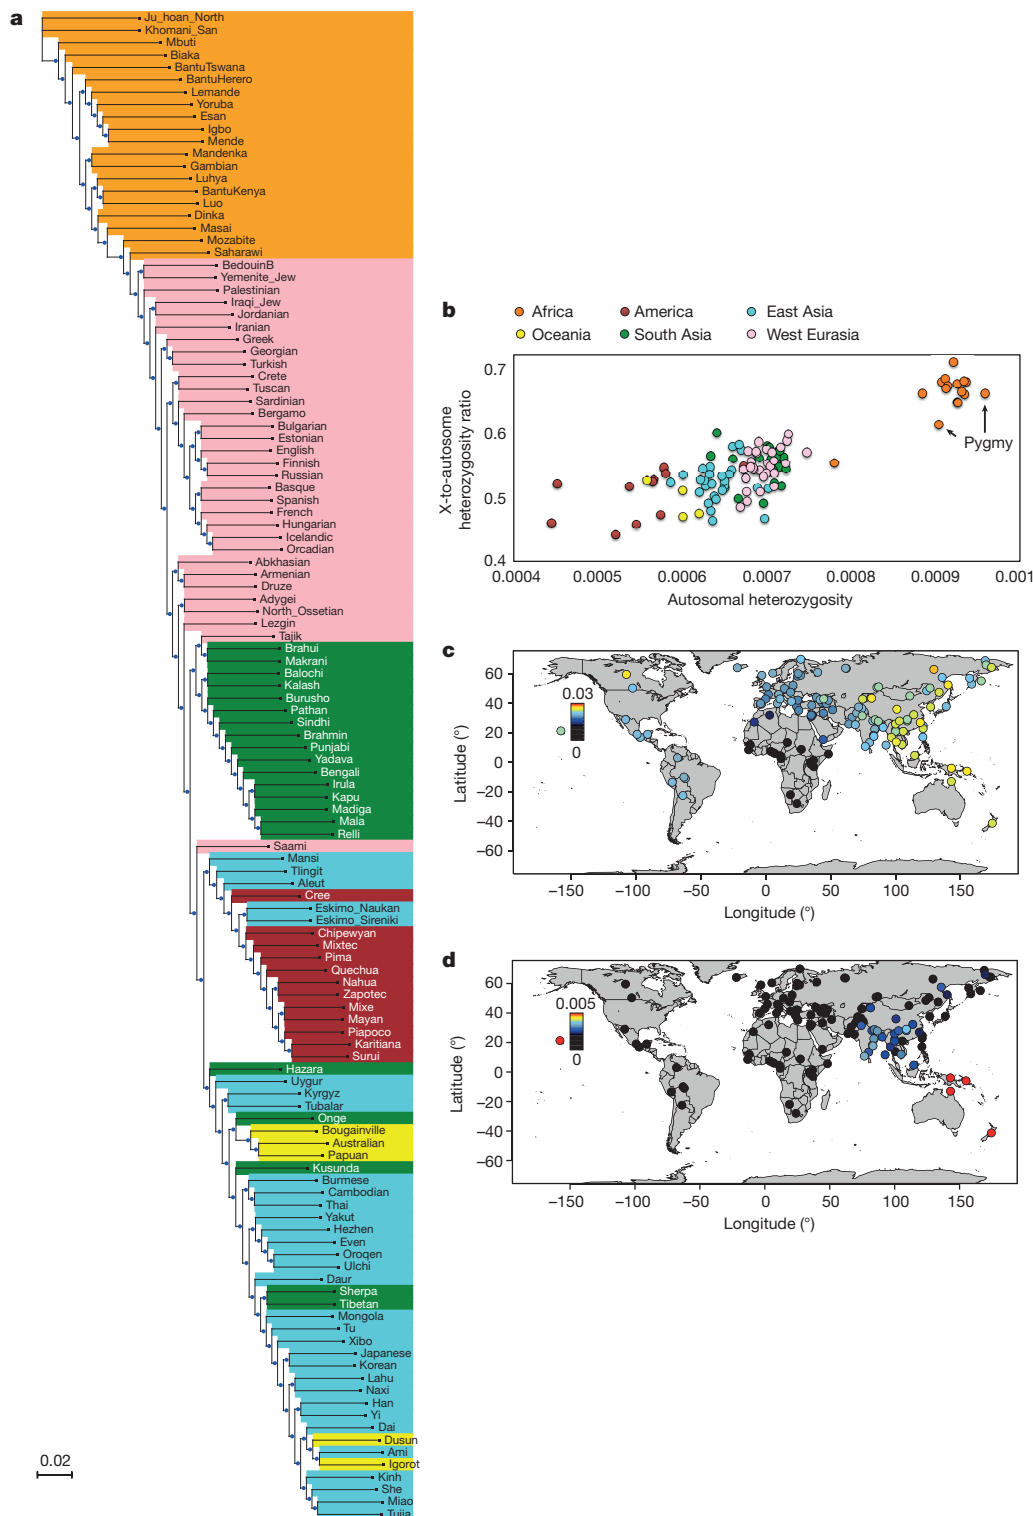 a
Ju_hoan_North
Khomani_San
Mbuti
Biaka
BantuTswana
BantuHerero
Lemande
Yoruba
Esan
Igbo
Mende
Mandenka
Gambian
Luhya
BantuKenya
Luo
Dinka
Masai
Mozabite
Saharawi
BedouinB
Yemenite_Jew
Palestinian
Iraqi_Jew
Jordanian
Iranian
Greek
Georgian
Turkish
Crete
Tuscan
Sardinian
Bergamo
Bulgarian
Estonian
English
Finnish
Russian
Basque
Spanish
French
Hungarian
Icelandic
Orcadian
Abkhasian
Armenian
Druze
Adygei
North_Ossetian
Lezgin
Tajik
Brahui
Makrani
Balochi
Kalash
Burusho
Pathan
Sindhi
Brahmin
Punjabi
Yadava
Bengali
Irula
Kapu
Madiga
Mala
Relli
Saami
Mansi
Tlingit
Aleut
Cree
Eskimo_Naukan
Eskimo_Sireniki
Chipewyan
Mixtec
Pima
Quechua
Nahua
Zapotec
Mixe
Mayan
Piapoco
Karitiana
Surui
Hazara
Uygur
Kyrgyz
Tubalar
Onge
Bougainville
Australian
Papuan
Kusunda
Burmese
Cambodian
Thai
Yakut
Hezhen
Even
Oroqen
Ulchi
Daur
Sherpa
Tibetan
Mongola
Tu
Xibo
Japanese
Korean
Lahu
Naxi
Han
Yi
Dai
Dusun
Ami
Igorot
Kinh
She
Miao
Tujia
0.02
b
Africa America East Asia
Oceania South Asia West Eurasia
X-to-autosome
heterozygosity ratio
0.7
0.6
0.5
0.4
Pygmy
0.0004 0.0005 0.0006 0.0007 0.0008 0.0009 0.001
Autosomal heterozygosity
c
Latitude (°)
60
40
20
0
−20
−40
−60
0.03
0
−150 −100 −50 0 50 100 150
Longitude (°)
d
Latitude (°)
60
40
20
0
−20
−40
−60
0.005
0
−150 −100 −50 0 50 100 150
Longitude (°)